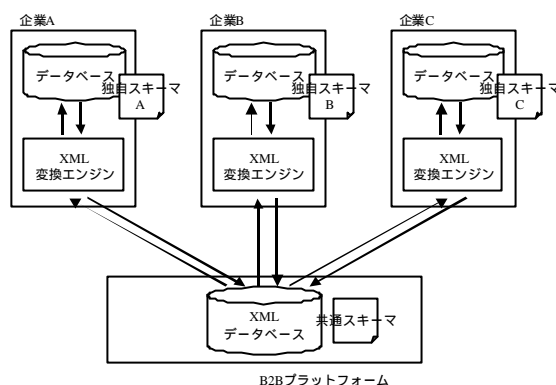 企業A
企業B
企業C
データベース
データベース
データベース
独自スキーマ
A
独自スキーマ
B
独自スキーマ
C
XML
変換エンジン
XML
変換エンジン
XML
変換エンジン
XML
データベース
共通スキーマ
B2Bプラットフォーム